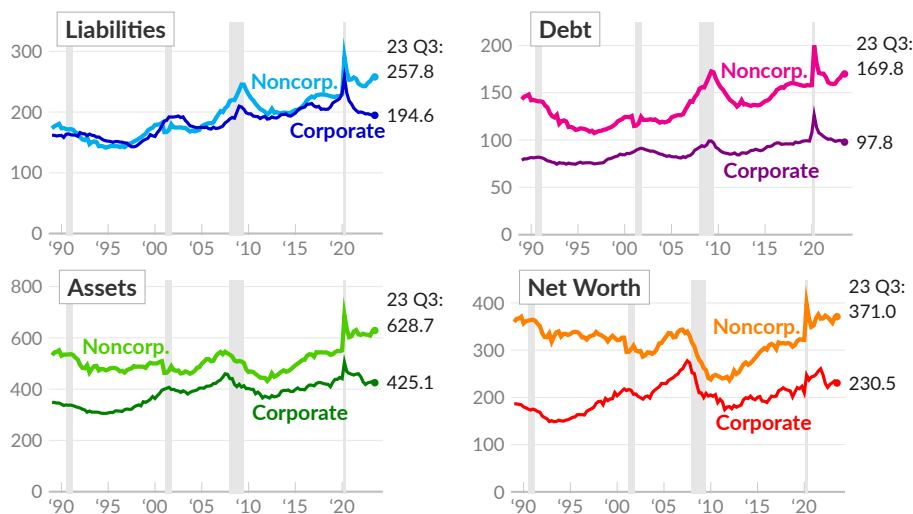 Liabilities
300
200
100
0
23 Q3:
257.8
194.6
Noncorp.
Corporate
‘90 ‘95 ‘00 ‘05 ‘10 ‘15 ‘20
Debt
200
150
100
50
0
23 Q3:
169.8
97.8
Noncorp.
Corporate
‘90 ‘95 ‘00 ‘05 ‘10 ‘15 ‘20
Assets
800
600
400
200
0
23 Q3:
628.7
425.1
Noncorp.
Corporate
‘90 ‘95 ‘00 ‘05 ‘10 ‘15 ‘20
Net Worth
400
300
200
100
0
23 Q3:
371.0
230.5
Noncorp.
Corporate
‘90 ‘95 ‘00 ‘05 ‘10 ‘15 ‘20